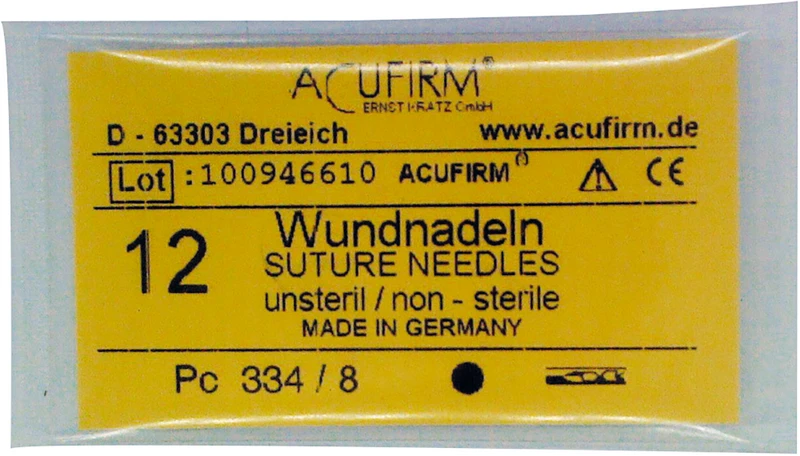 ACUFIRM®
ERNST KRATZ GmbH
D - 63303 Dreieich www.acufirm.de
Lot :100946610 ACUFIRM® CE
12
Wundnadeln
SUTURE NEEDLES
unsteril / non - sterile
MADE IN GERMANY
Pc 334 / 8